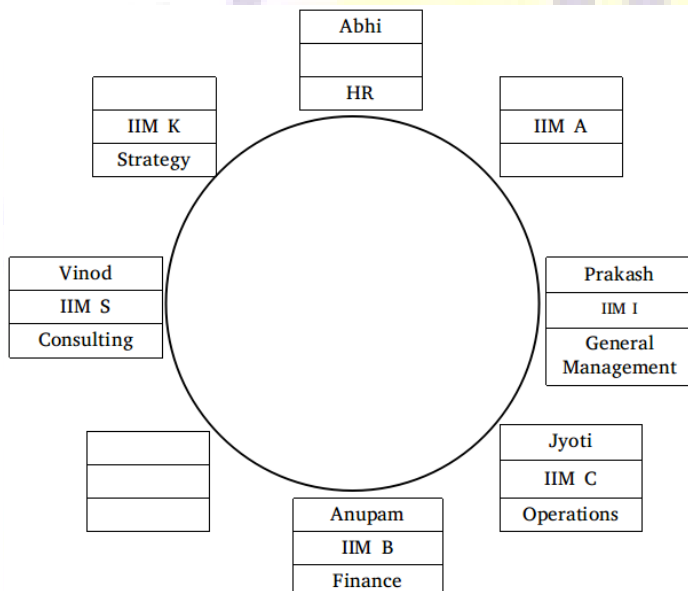 Abhi
HR
IIM K
Strategy
IIM A
Vinod
IIM S
Consulting
Prakash
IIM I
General
Management
Jyoti
IIM C
Operations
Anupam
IIM B
Finance